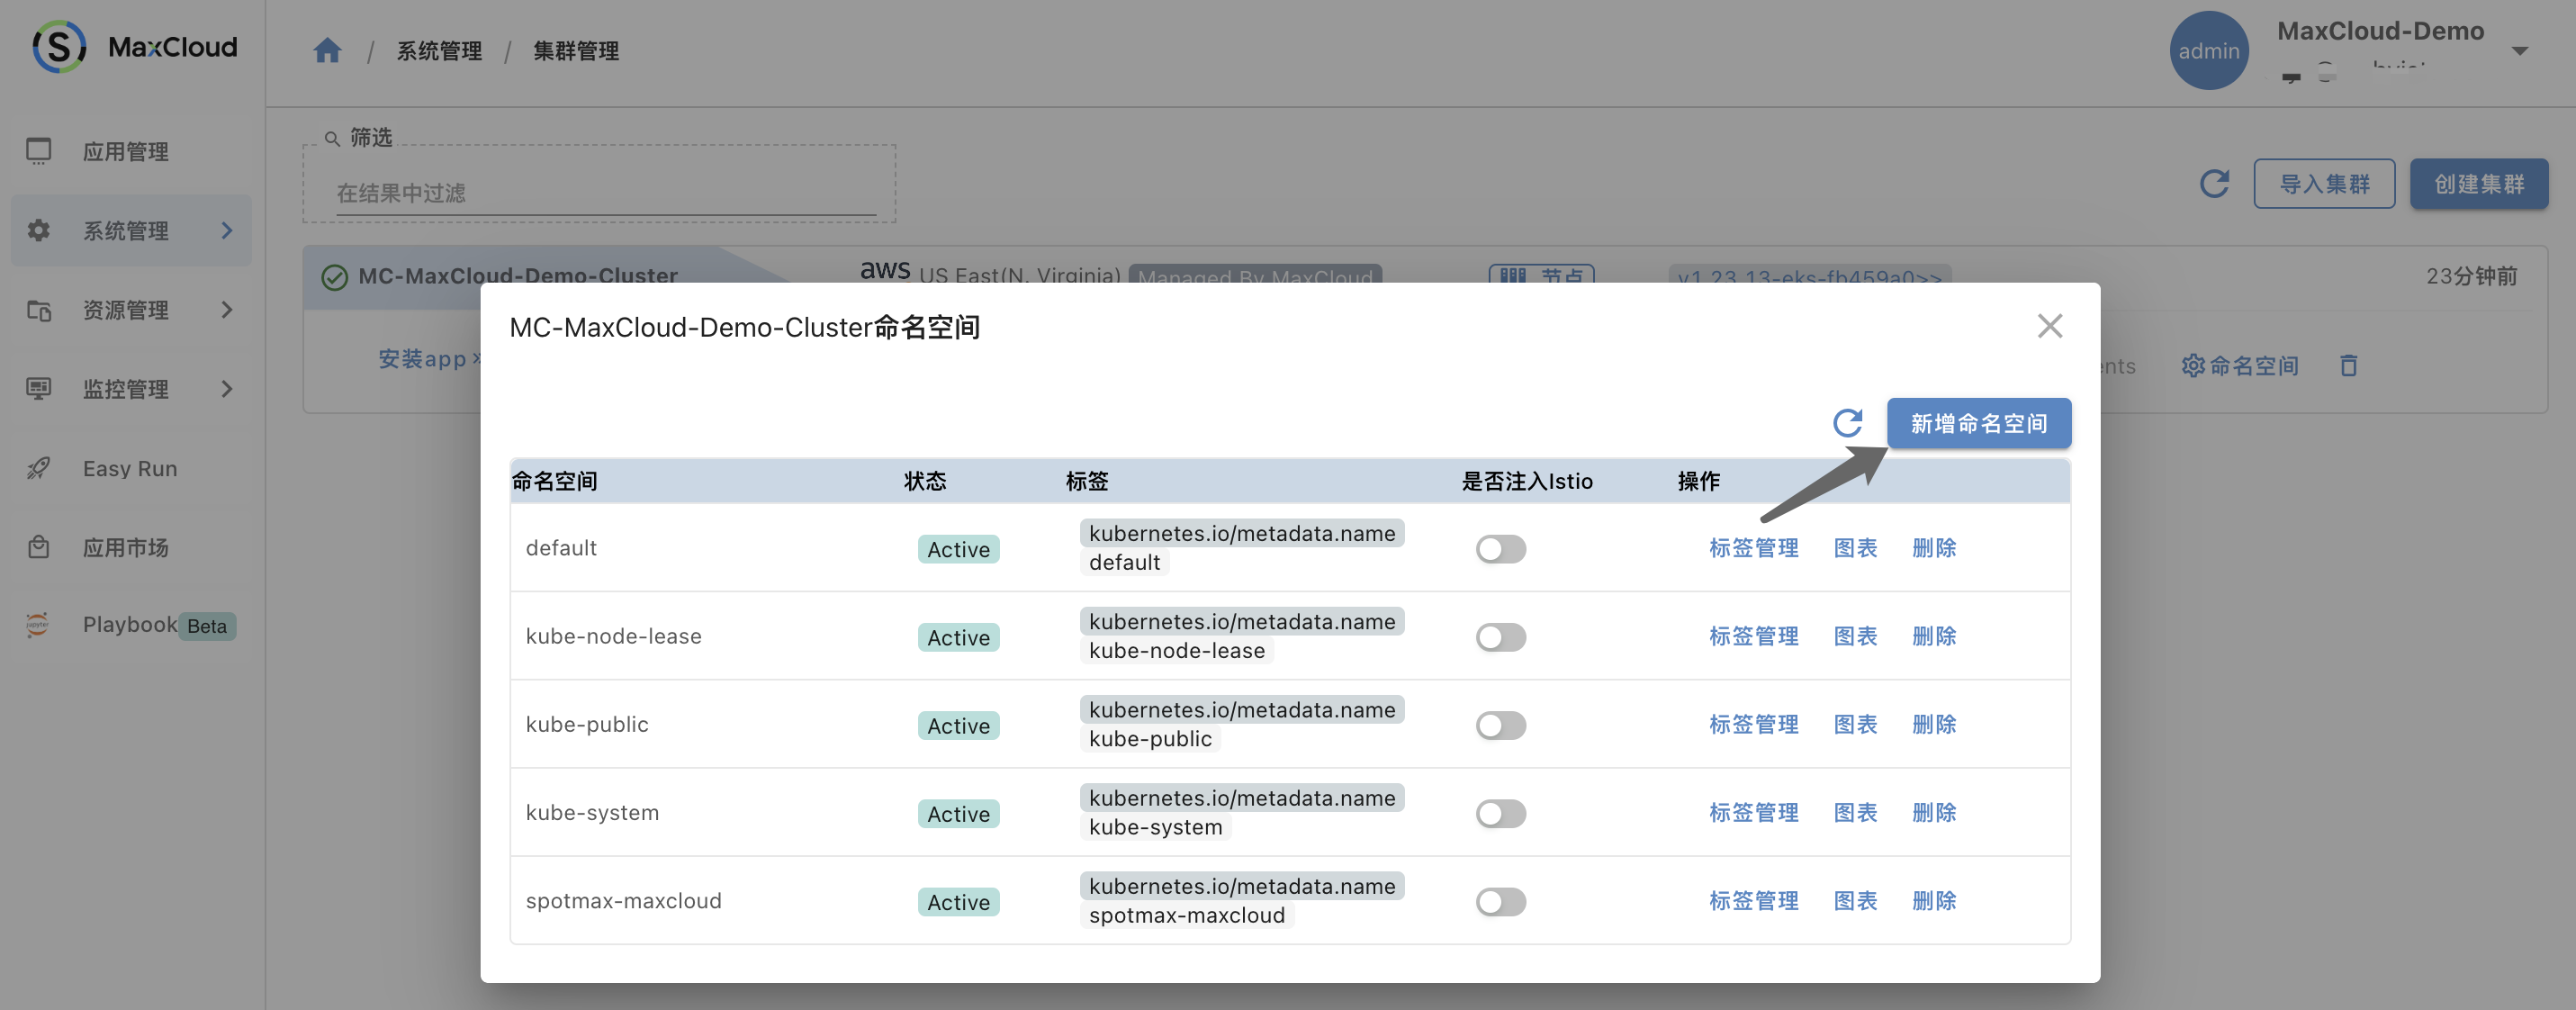 MaxCloud
系统管理 / 集群管理
admin
MaxCloud-Demo
应用管理
系统管理
资源管理
监控管理
Easy Run
应用市场
Playbook Beta
筛选
在结果中过滤
导入集群
创建集群
MC-MaxCloud-Demo-Cluster
aws US East(N. Virginia) Managed By MaxCloud
节点
v1.23.13-eks-fb459a0>>
23分钟前
安装app »
ents
命名空间
MC-MaxCloud-Demo-Cluster命名空间
新增命名空间
命名空间 状态 标签 是否注入Istio 操作
default Active kubernetes.io/metadata.name 标签管理 图表 删除
default
kube-node-lease Active kubernetes.io/metadata.name 标签管理 图表 删除
kube-node-lease
kube-public Active kubernetes.io/metadata.name 标签管理 图表 删除
kube-public
kube-system Active kubernetes.io/metadata.name 标签管理 图表 删除
kube-system
spotmax-maxcloud Active kubernetes.io/metadata.name 标签管理 图表 删除
spotmax-maxcloud